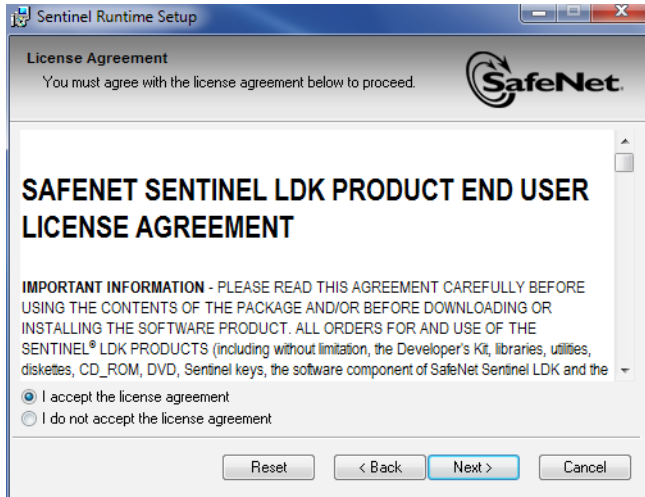 Sentinel Runtime Setup
License Agreement
You must agree with the license agreement below to proceed.
SafeNet.
SAFENET SENTINEL LDK PRODUCT END USER
LICENSE AGREEMENT
IMPORTANT INFORMATION - PLEASE READ THIS AGREEMENT CAREFULLY BEFORE
USING THE CONTENTS OF THE PACKAGE AND/OR BEFORE DOWNLOADING OR
INSTALLING THE SOFTWARE PRODUCT. ALL ORDERS FOR AND USE OF THE
SENTINEL® LDK PRODUCTS (including without limitation, the Developer's Kit, libraries, utilities,
diskettes, CD_ROM, DVD, Sentinel keys, the software component of SafeNet Sentinel LDK and the
I accept the license agreement
I do not accept the license agreement
Reset
< Back
Next >
Cancel